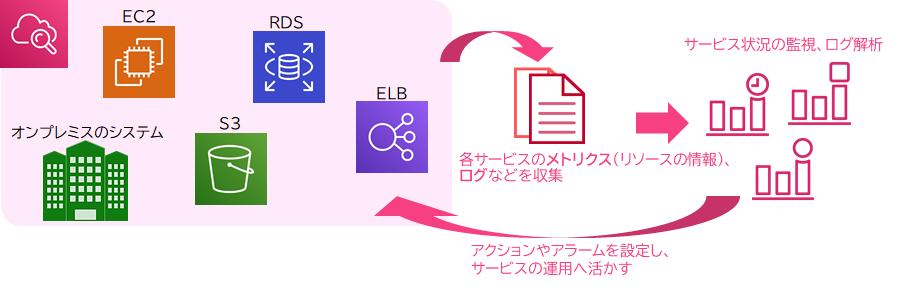 EC2
RDS
ELB
オンプレミスのシステム
S3
サービス状況の監視、ログ解析
各サービスのメトリクス(リソースの情報)、
ログなどを収集
アクションやアラームを設定し、
サービスの運用へ活かす